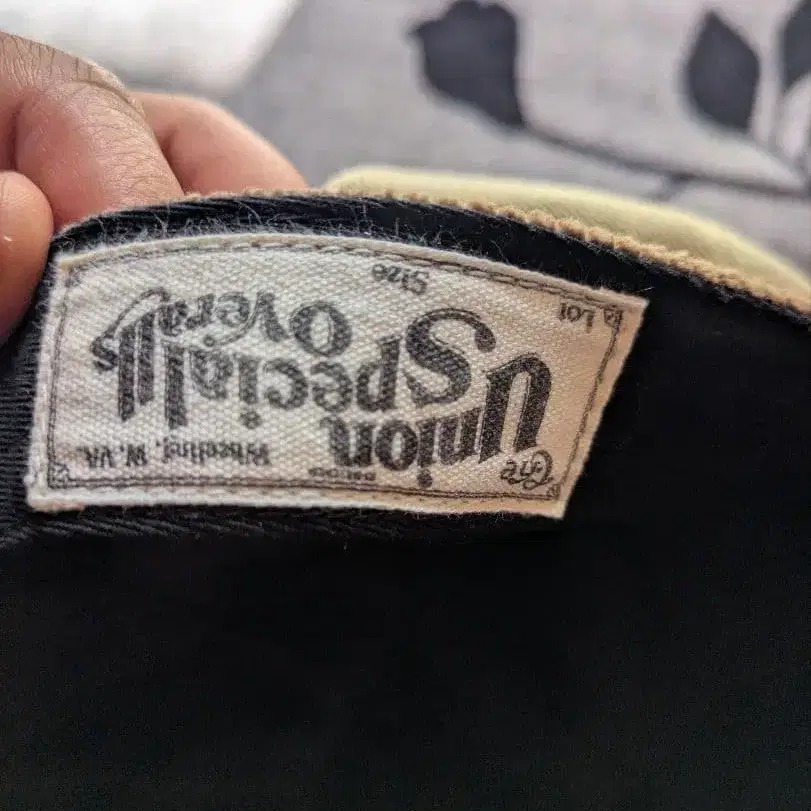 The
Union
Special
Overalls
Wheeling, W. VA.
Lot
Size